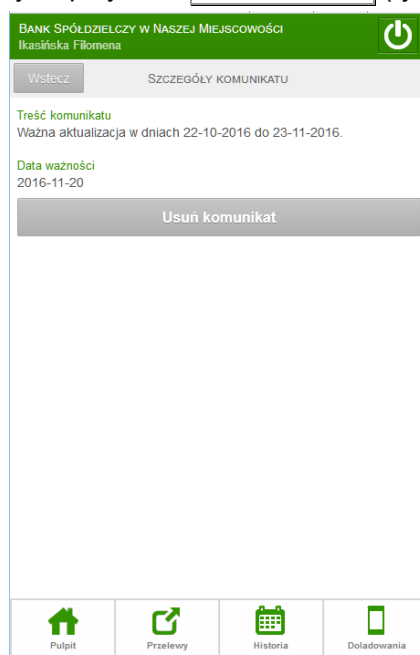 BANK SPÓŁDZIELCZY W NASZEJ MIEJSCOWOŚCI
Ikasińska Filomena
Wstecz SZCZEGÓŁY KOMUNIKATU
Treść komunikatu
Ważna aktualizacja w dniach 22-10-2016 do 23-11-2016.
Data ważności
2016-11-20
Usuń komunikat
Pulpit Przelewy Historia Doladowania